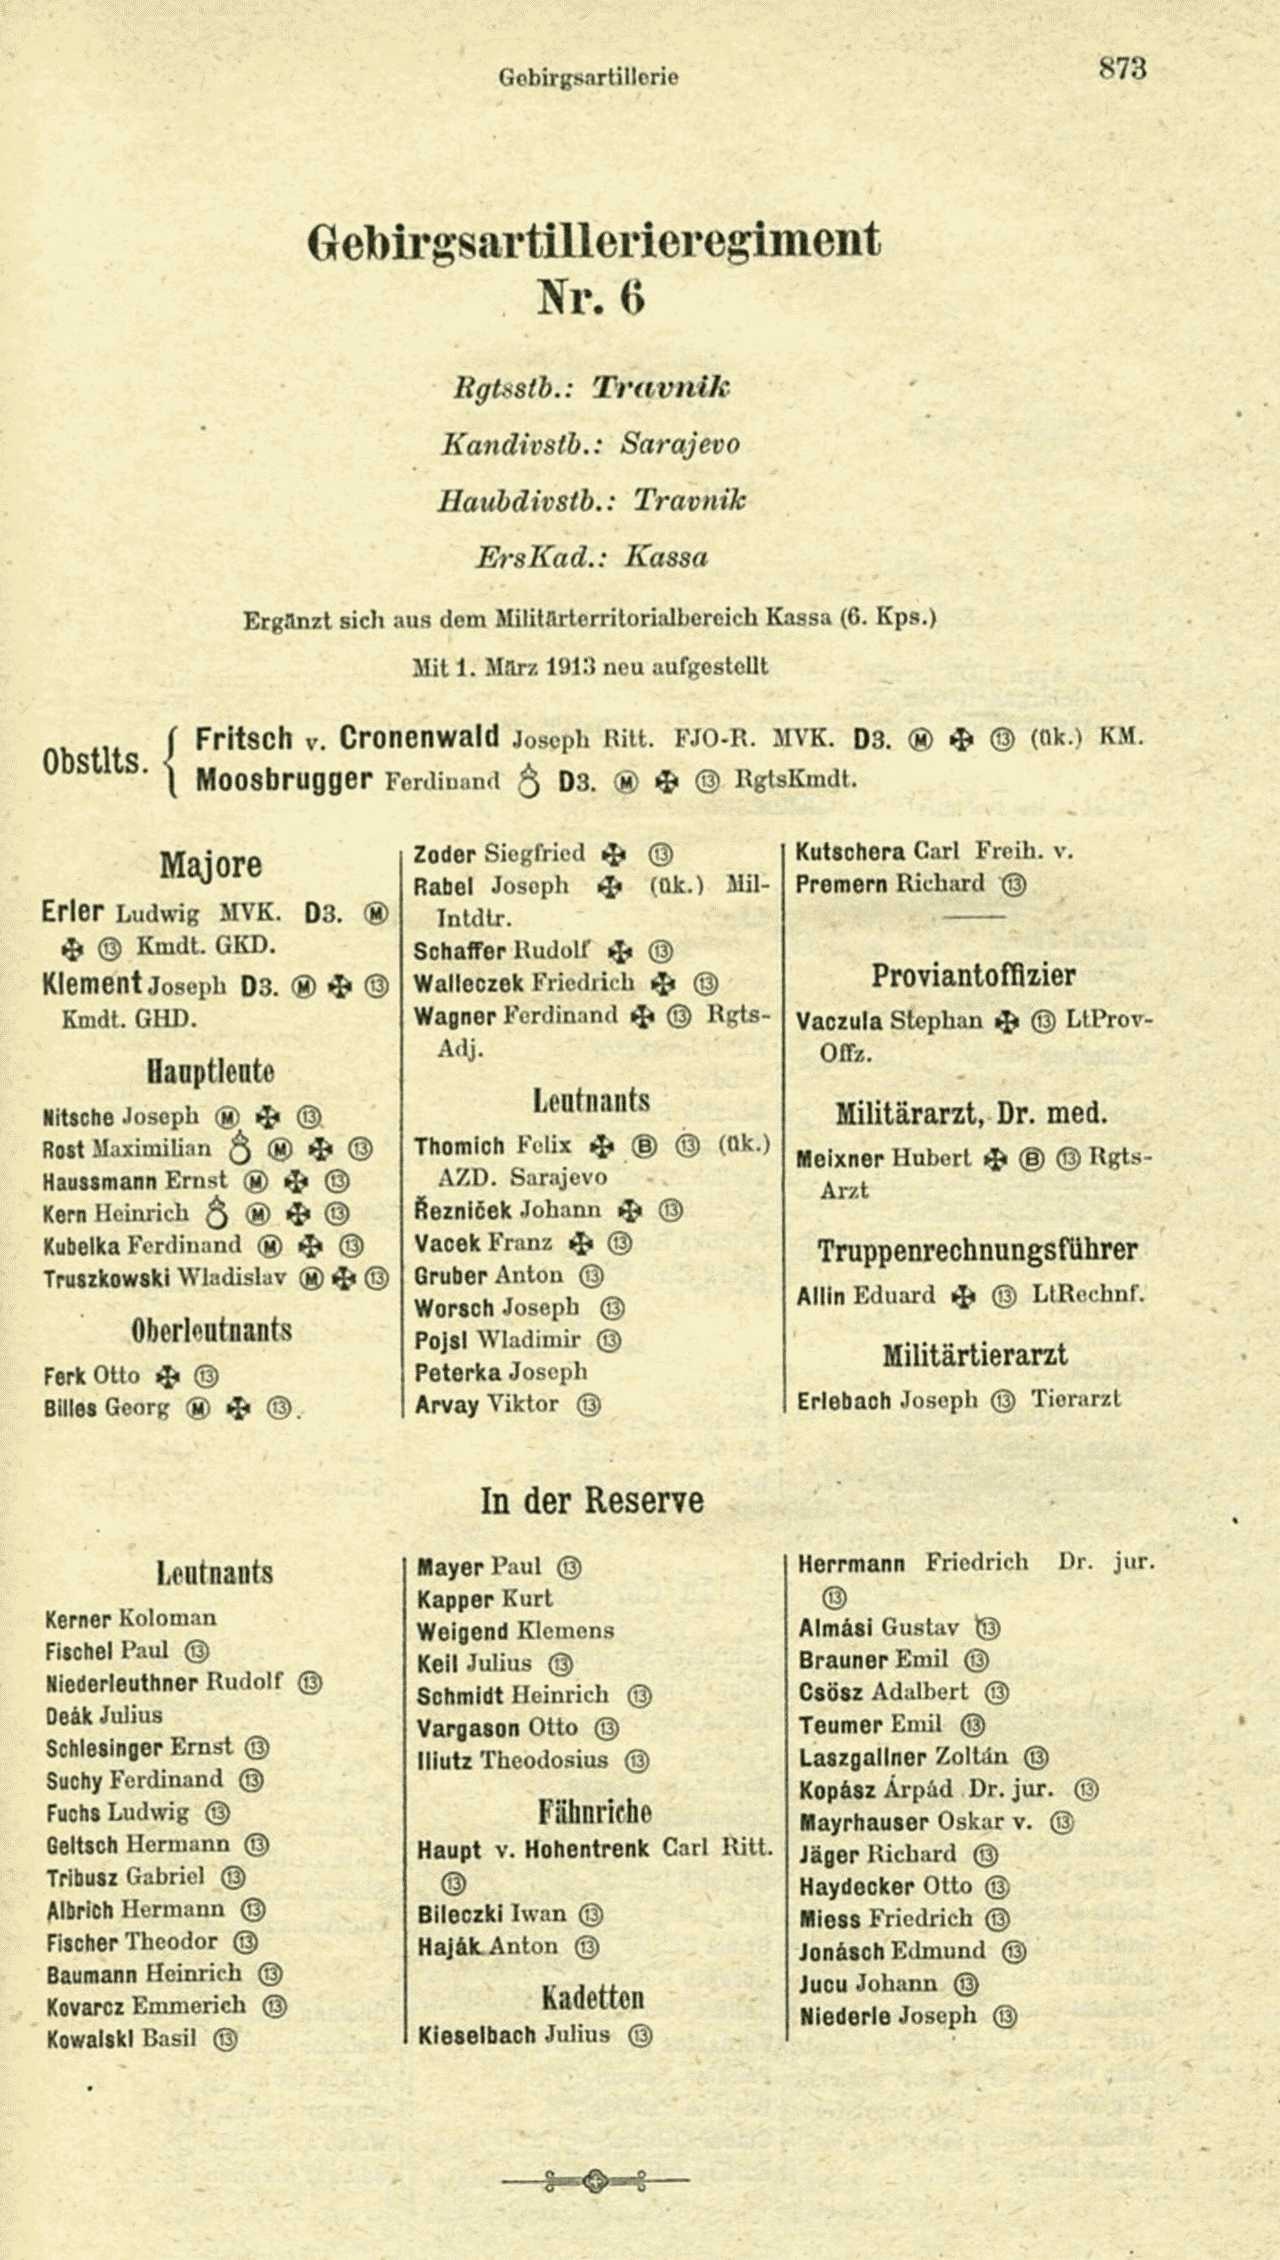 Gebirgsartillerie
873
Gebirgsartillerieregiment
Nr. 6
Rgtsstb.: Travnik
Kandivstb.: Sarajevo
Haubdivstb.: Travnik
ErsKad.: Kassa
Ergänzt sich aus dem Militärterritorialbereich Kassa (6. Kps.)
Mit 1. März 1913 neu aufgestellt
Obstlts.
Fritsch v. Cronenwald Joseph Ritt. FJO-R. MVK. D3. Ⓜ ✠ ⑬ (ük.) KM.
Moosbrugger Ferdinand D3. Ⓜ ✠ ⑬ RgtsKmdt.
Majore
Erler Ludwig MVK. D3. Ⓜ
✠ ⑬ Kmdt. GKD.
Klement Joseph D3. Ⓜ ✠ ⑬
Kmdt. GHD.
Hauptleute
Nitsche Joseph Ⓜ ✠ ⑬
Rost Maximilian Ⓜ ✠ ⑬
Haussmann Ernst Ⓜ ✠ ⑬
Kern Heinrich Ⓜ ✠ ⑬
Kubelka Ferdinand Ⓜ ✠ ⑬
Truszkowski Wladislav Ⓜ ✠ ⑬
Oberleutnants
Ferk Otto ✠ ⑬
Billes Georg Ⓜ ✠ ⑬
Zoder Siegfried ✠ ⑬
Rabel Joseph ✠ (ük.) Mil-
Intdtr.
Schaffer Rudolf ✠ ⑬
Walleczek Friedrich ✠ ⑬
Wagner Ferdinand ✠ ⑬ Rgts-
Adj.
Leutnants
Thomich Felix ✠ Ⓑ ⑬ (ük.)
AZD. Sarajevo
Řezniček Johann ✠ ⑬
Vacek Franz ✠ ⑬
Gruber Anton ⑬
Worsch Joseph ⑬
Pojsl Wladimir ⑬
Peterka Joseph
Arvay Viktor ⑬
Kutschera Carl Freih. v.
Premern Richard ⑬
Proviantoffizier
Vaczula Stephan ✠ ⑬ LtProv-
Offz.
Militärarzt, Dr. med.
Meixner Hubert ✠ Ⓑ ⑬ Rgts-
Arzt
Truppenrechnungsführer
Allin Eduard ✠ ⑬ LtRechnf.
Militärtierarzt
Erlebach Joseph ⑬ Tierarzt
In der Reserve
Leutnants
Kerner Koloman
Fischel Paul ⑬
Niederleuthner Rudolf ⑬
Deák Julius
Schlesinger Ernst ⑬
Suchy Ferdinand ⑬
Fuchs Ludwig ⑬
Geltsch Hermann ⑬
Tribusz Gabriel ⑬
Albrich Hermann ⑬
Fischer Theodor ⑬
Baumann Heinrich ⑬
Kovarcz Emmerich ⑬
Kowalski Basil ⑬
Mayer Paul ⑬
Kapper Kurt
Weigend Klemens
Keil Julius ⑬
Schmidt Heinrich ⑬
Vargason Otto ⑬
Iliutz Theodosius ⑬
Fähnriche
Haupt v. Hohentrenk Carl Ritt.
⑬
Bileczki Iwan ⑬
Haják Anton ⑬
Kadetten
Kieselbach Julius ⑬
Herrmann Friedrich Dr. jur.
⑬
Almási Gustav ⑬
Brauner Emil ⑬
Csösz Adalbert ⑬
Teumer Emil ⑬
Laszgallner Zoltán ⑬
Kopász Árpád Dr. jur. ⑬
Mayrhauser Oskar v. ⑬
Jäger Richard ⑬
Haydecker Otto ⑬
Miess Friedrich ⑬
Jonásch Edmund ⑬
Jucu Johann ⑬
Niederle Joseph ⑬